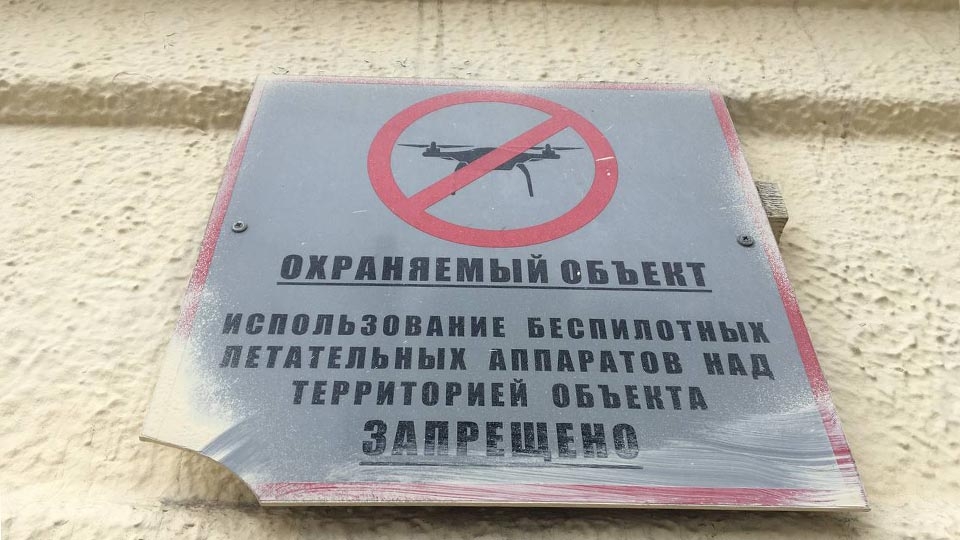 ОХРАНЯЕМЫЙ ОБЪЕКТ
ИСПОЛЬЗОВАНИЕ БЕСПИЛОТНЫХ
ЛЕТАТЕЛЬНЫХ АППАРАТОВ НАД
ТЕРРИТОРИЕЙ ОБЪЕКТА
ЗАПРЕЩЕНО